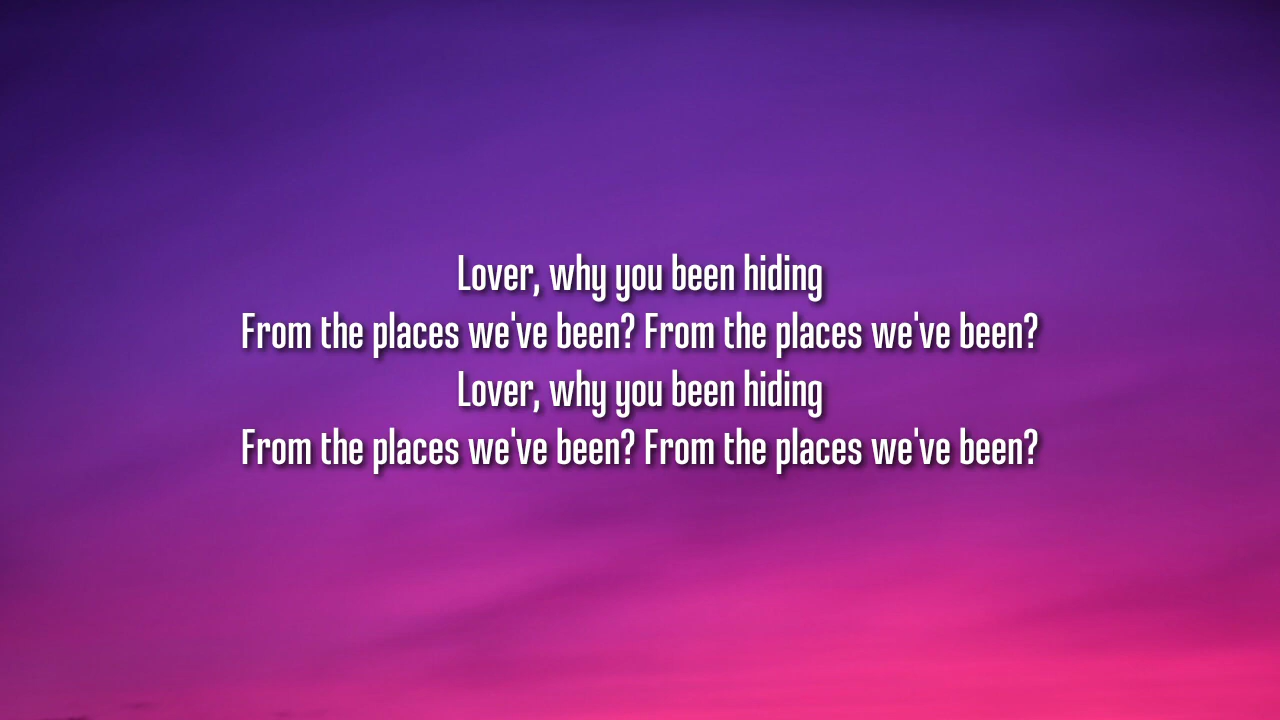 Lover, why you been hiding
From the places we've been? From the places we've been?
Lover, why you been hiding
From the places we've been? From the places we've been?